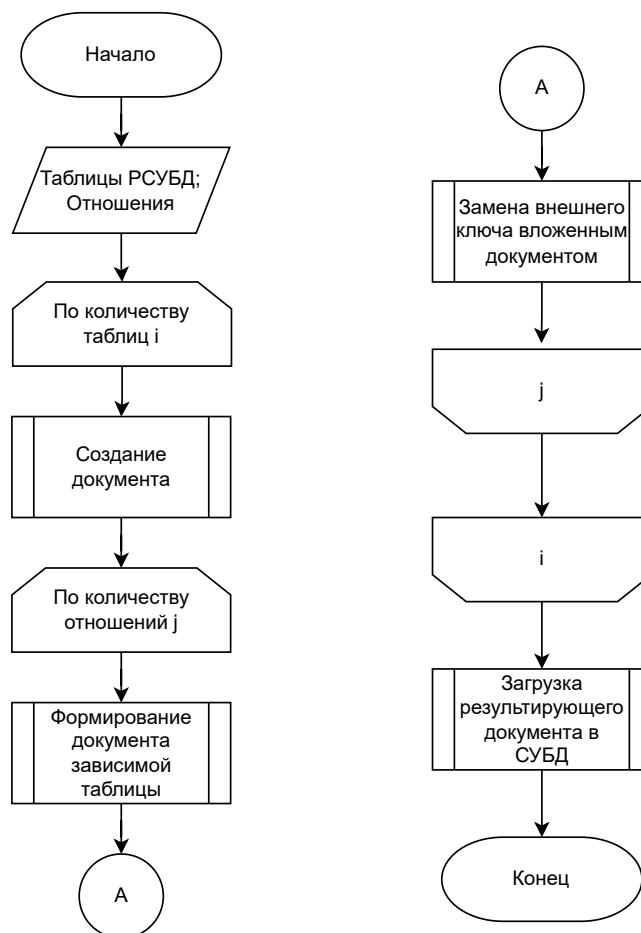 Начало
Таблицы РСУБД;
Отношения
По количеству
таблиц i
Создание
документа
По количеству
отношений j
Формирование
документа
зависимой
таблицы
А
А
Замена внешнего
ключа вложенным
документом
j
i
Загрузка
результирующего
документа в
СУБД
Конец